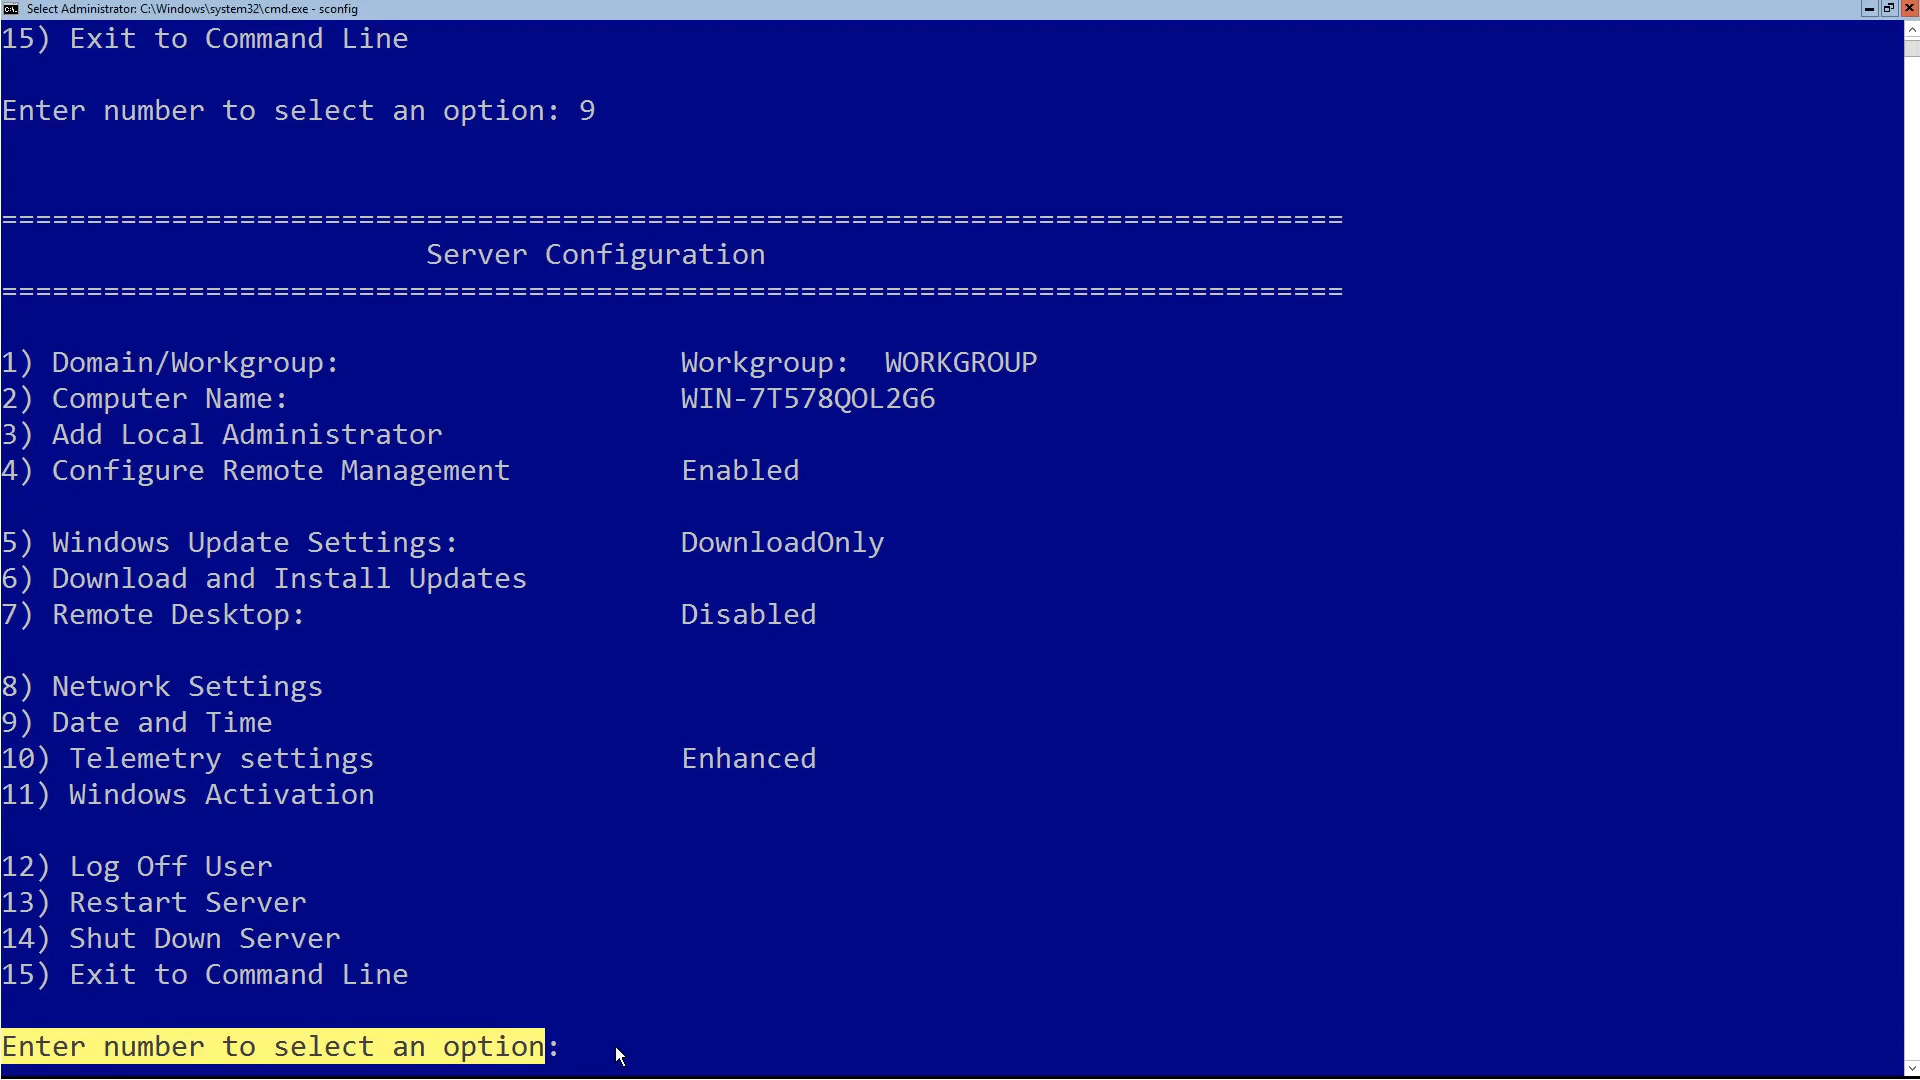 Select Administrator: C:\Windows\system32\cmd.exe - sconfig
15) Exit to Command Line
Enter number to select an option: 9
===============================================================================
Server Configuration
===============================================================================
1) Domain/Workgroup: Workgroup: WORKGROUP
2) Computer Name: WIN-7T578QOL2G6
3) Add Local Administrator
4) Configure Remote Management Enabled
5) Windows Update Settings: DownloadOnly
6) Download and Install Updates
7) Remote Desktop: Disabled
8) Network Settings
9) Date and Time
10) Telemetry settings Enhanced
11) Windows Activation
12) Log Off User
13) Restart Server
14) Shut Down Server
15) Exit to Command Line
Enter number to select an option: